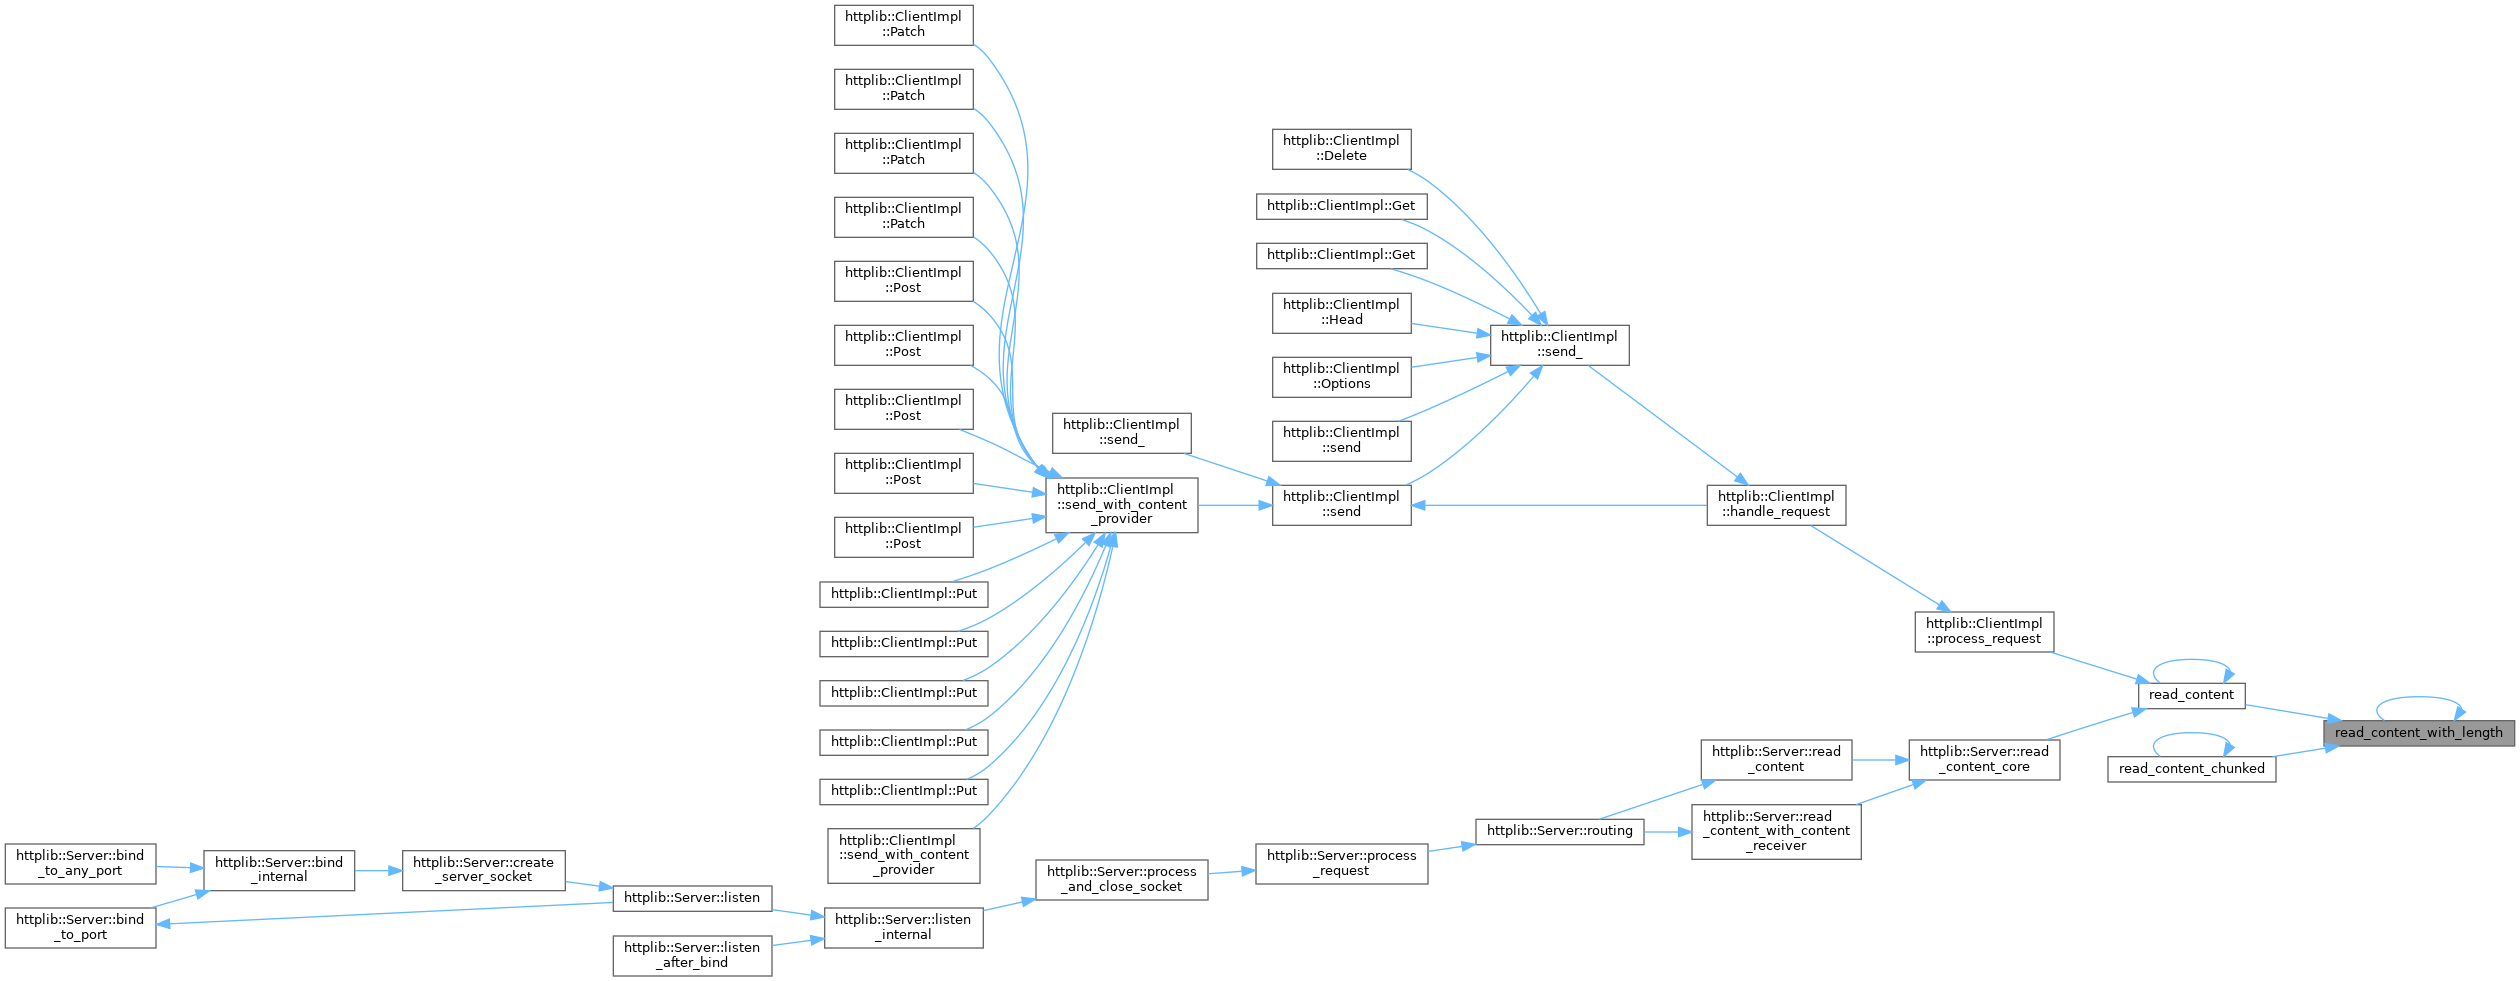 httplib::ClientImpl
::Patch
httplib::ClientImpl
::Patch
httplib::ClientImpl
::Patch
httplib::ClientImpl
::Patch
httplib::ClientImpl
::Post
httplib::ClientImpl
::Post
httplib::ClientImpl
::Post
httplib::ClientImpl
::Post
httplib::ClientImpl
::Post
httplib::ClientImpl::Put
httplib::ClientImpl::Put
httplib::ClientImpl::Put
httplib::ClientImpl::Put
httplib::ClientImpl::Put
httplib::ClientImpl
::send_with_content
_provider
httplib::ClientImpl
::send_
httplib::ClientImpl
::send_with_content
_provider
httplib::ClientImpl
::Delete
httplib::ClientImpl::Get
httplib::ClientImpl::Get
httplib::ClientImpl
::Head
httplib::ClientImpl
::Options
httplib::ClientImpl
::send
httplib::ClientImpl
::send
httplib::ClientImpl
::send_
httplib::ClientImpl
::handle_request
httplib::ClientImpl
::process_request
read_content
read_content_with_length
read_content_chunked
httplib::Server::read
_content_core
httplib::Server::read
_content
httplib::Server::read
_content_with_content
_receiver
httplib::Server::routing
httplib::Server::process
_request
httplib::Server::process
_and_close_socket
httplib::Server::listen
_internal
httplib::Server::listen
httplib::Server::listen
_after_bind
httplib::Server::create
_server_socket
httplib::Server::bind
_internal
httplib::Server::bind
_to_any_port
httplib::Server::bind
_to_port